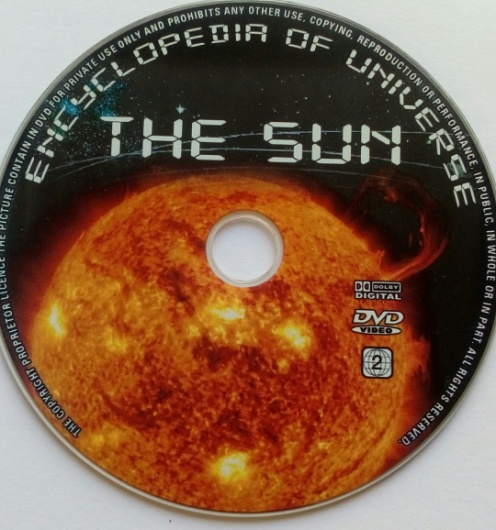 THE COPYRIGHT PROPRIETOR LICENCE THE PICTURE CONTAIN IN DVD FOR PRIVATE USE ONLY AND PROHIBITS ANY OTHER USE. COPYING, REPRODUCTION OR PERFORMANCE, IN PUBLIC, IN WHOLE OR IN PART. ALL RIGHTS RESERVED.
ENCYCLOPEDIA OF UNIVERSE
THE SUN
DOLBY
DIGITAL
DVD
VIDEO
2